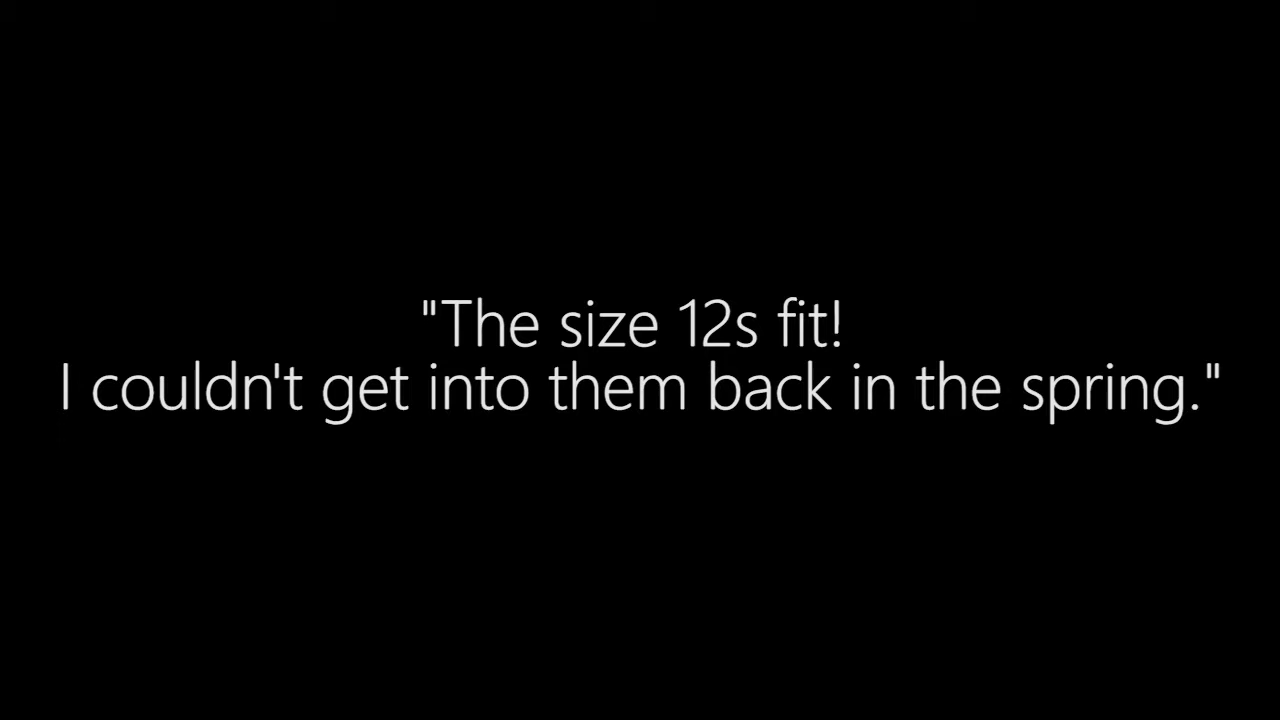 "The size 12s fit!
I couldn't get into them back in the spring."